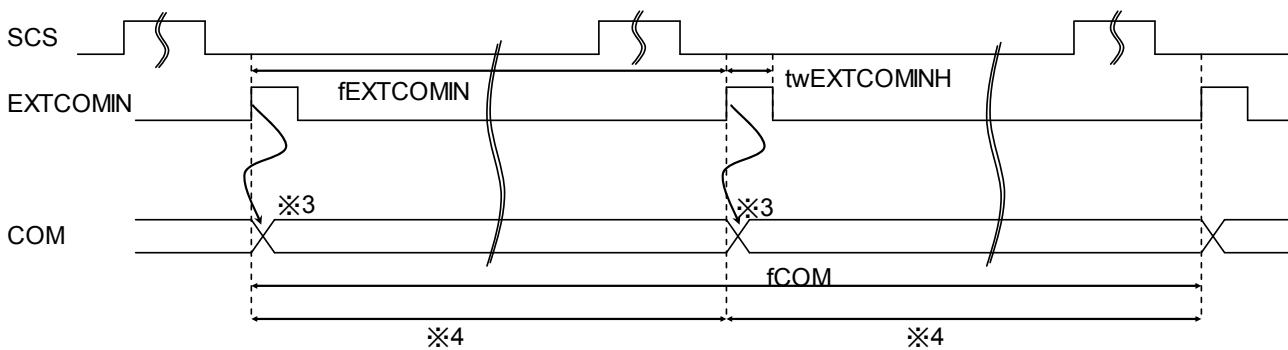 SCS
fEXTCOMIN
twEXTCOMINH
EXTCOMIN
※3
※3
COM
fCOM
※4
※4